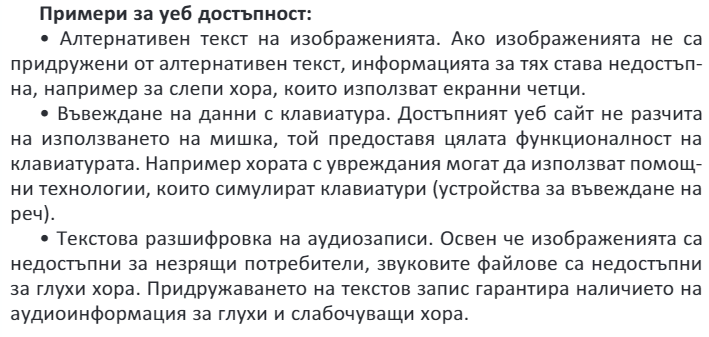 Примери за уеб достъпност:
• Алтернативен текст на изображенията. Ако изображенията не са
придружени от алтернативен текст, информацията за тях става недостъп-
на, например за слепи хора, които използват екранни четци.
• Въвеждане на данни с клавиатура. Достъпният уеб сайт не разчита
на използването на мишка, той предоставя цялата функционалност на
клавиатурата. Например хората с увреждания могат да използват помощ-
ни технологии, които симулират клавиатури (устройства за въвеждане на
реч).
• Текстова разшифровка на аудиозаписи. Освен че изображенията са
недостъпни за незрящи потребители, звуковите файлове са недостъпни
за глухи хора. Придружаването на текстов запис гарантира наличието на
аудиоинформация за глухи и слабочуващи хора.